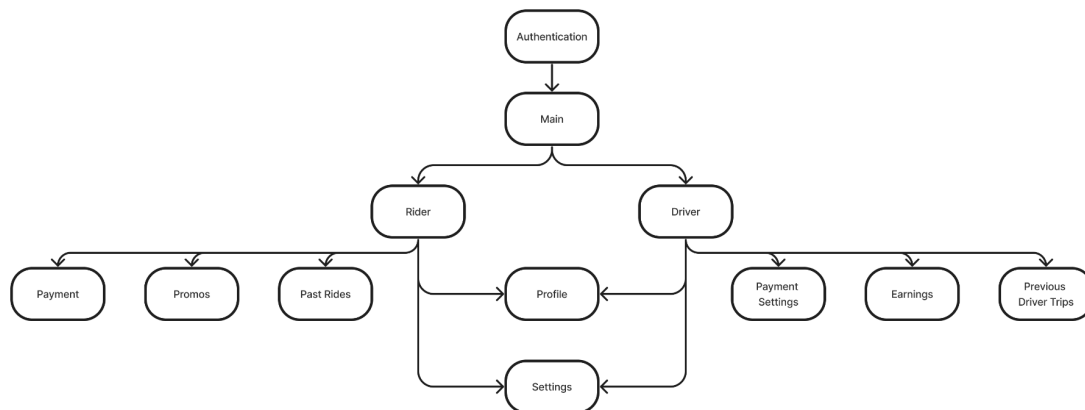 Authentication
Main
Rider
Driver
Payment
Promos
Past Rides
Profile
Payment
Settings
Earnings
Previous
Driver Trips
Settings